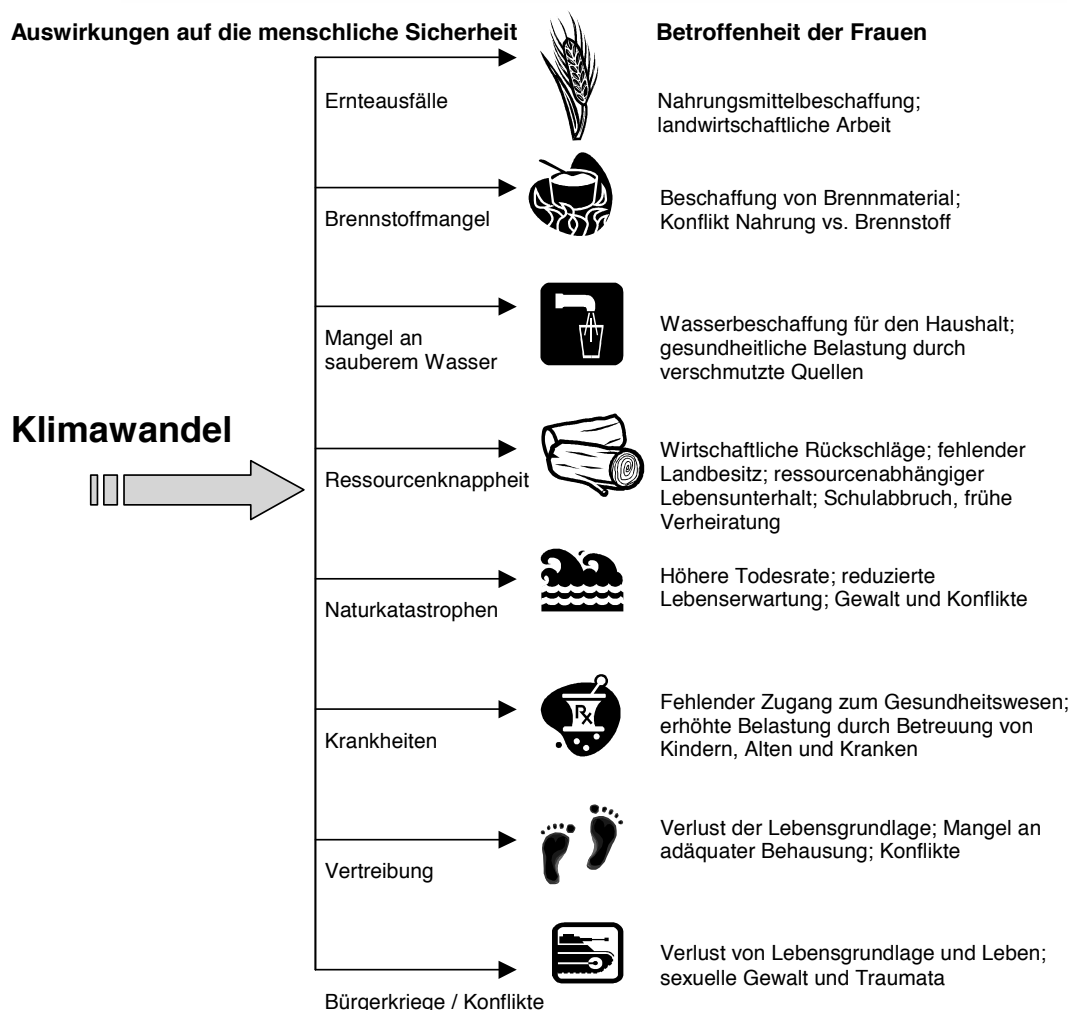 Auswirkungen auf die menschliche Sicherheit
Betroffenheit der Frauen
Ernteausfälle
Nahrungsmittelbeschaffung;
landwirtschaftliche Arbeit
Brennstoffmangel
Beschaffung von Brennmaterial;
Konflikt Nahrung vs. Brennstoff
Mangel an
sauberem Wasser
Wasserbeschaffung für den Haushalt;
gesundheitliche Belastung durch
verschmutzte Quellen
Klimawandel
Ressourcenknappheit
Wirtschaftliche Rückschläge; fehlender
Landbesitz; ressourcenabhängiger
Lebensunterhalt; Schulabbruch, frühe
Verheiratung
Naturkatastrophen
Höhere Todesrate; reduzierte
Lebenserwartung; Gewalt und Konflikte
Krankheiten
Rx
Fehlender Zugang zum Gesundheitswesen;
erhöhte Belastung durch Betreuung von
Kindern, Alten und Kranken
Vertreibung
Verlust der Lebensgrundlage; Mangel an
adäquater Behausung; Konflikte
Bürgerkriege / Konflikte
Verlust von Lebensgrundlage und Leben;
sexuelle Gewalt und Traumata